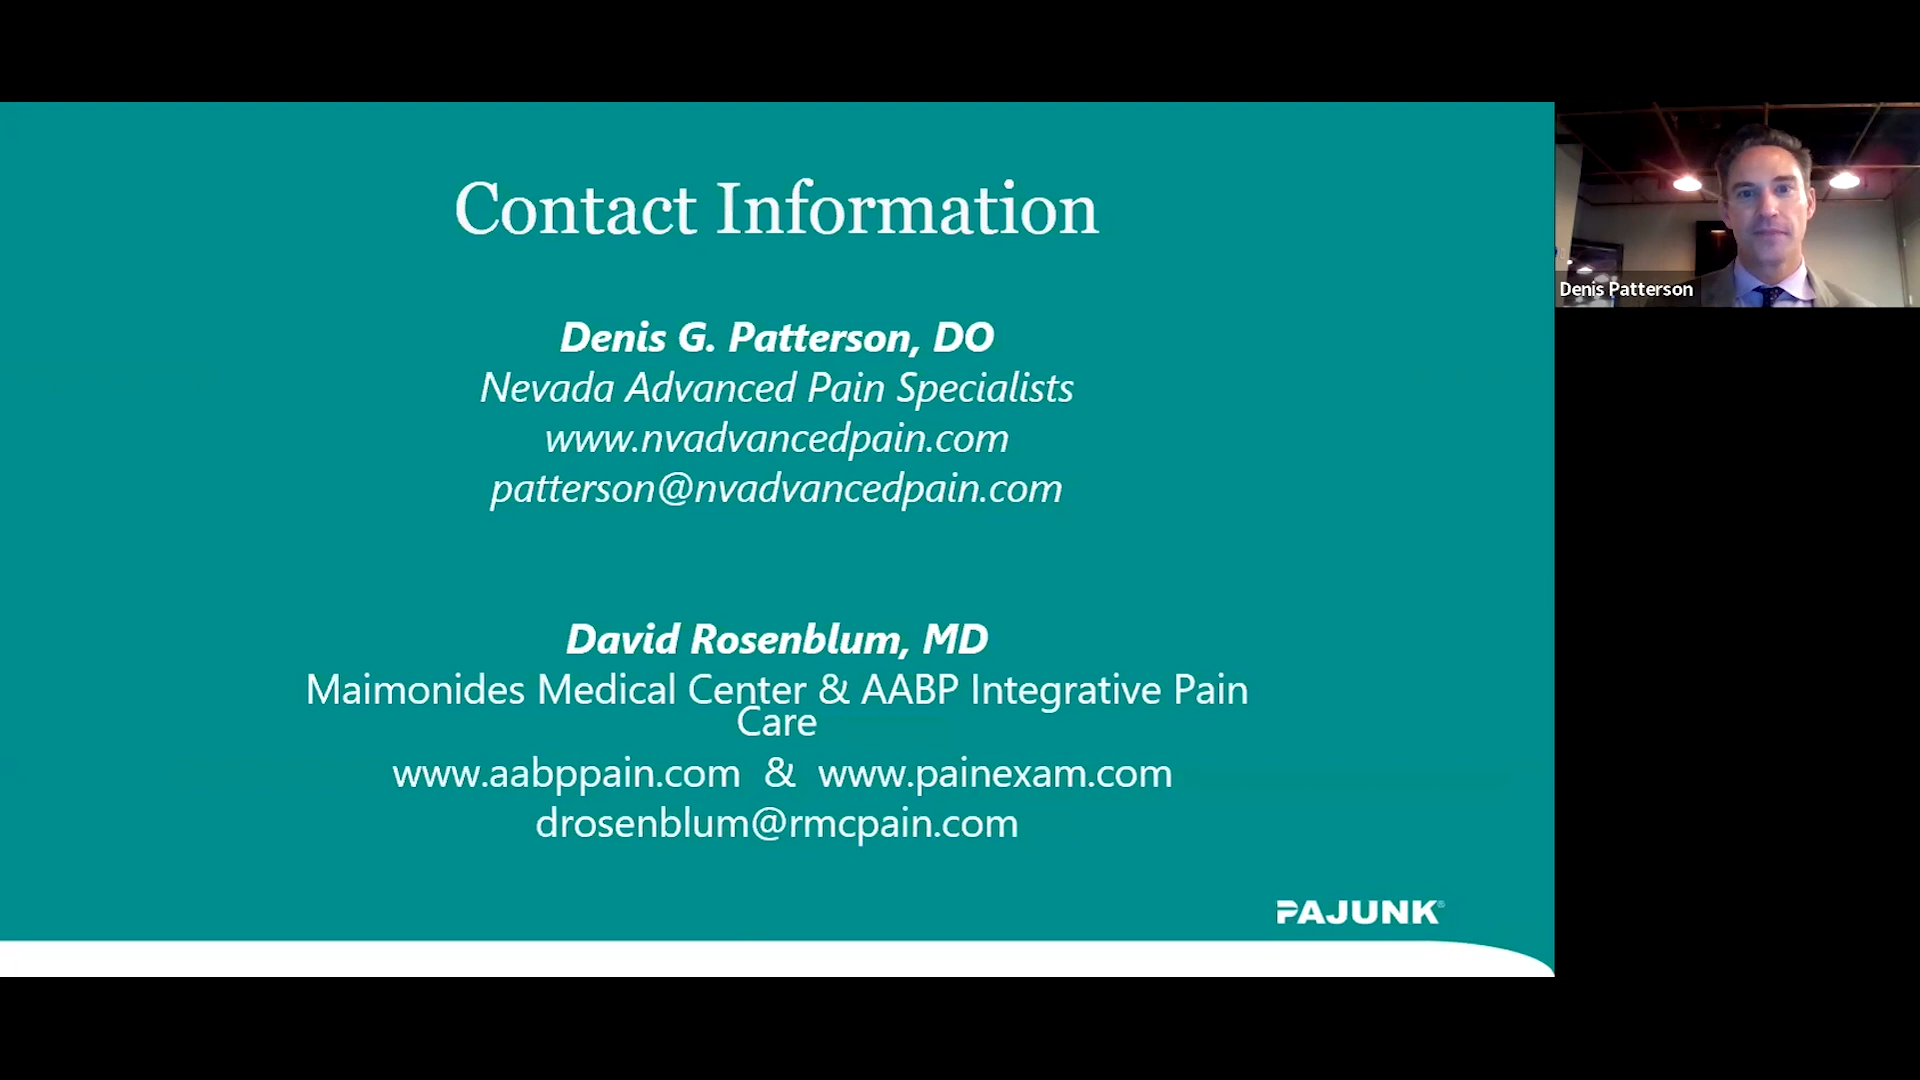 Contact Information
Denis G. Patterson, DO
Nevada Advanced Pain Specialists
www.nvadvancedpain.com
patterson@nvadvancedpain.com
David Rosenblum, MD
Maimonides Medical Center & AABP Integrative Pain
Care
www.aabppain.com & www.painexam.com
drosenblum@rmcpain.com
PAJUNK®
Denis Patterson